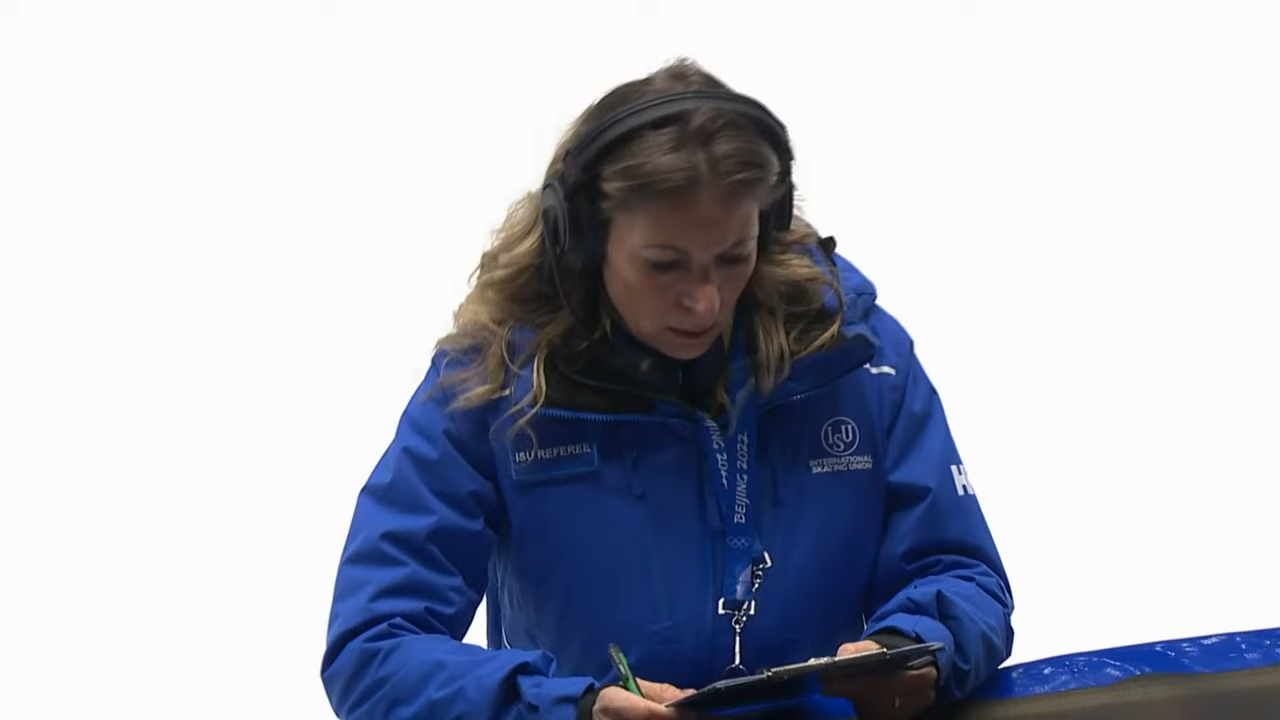 ISU REFEREE
BEIJING 2022
ISU
INTERNATIONAL
SKATING UNION
H